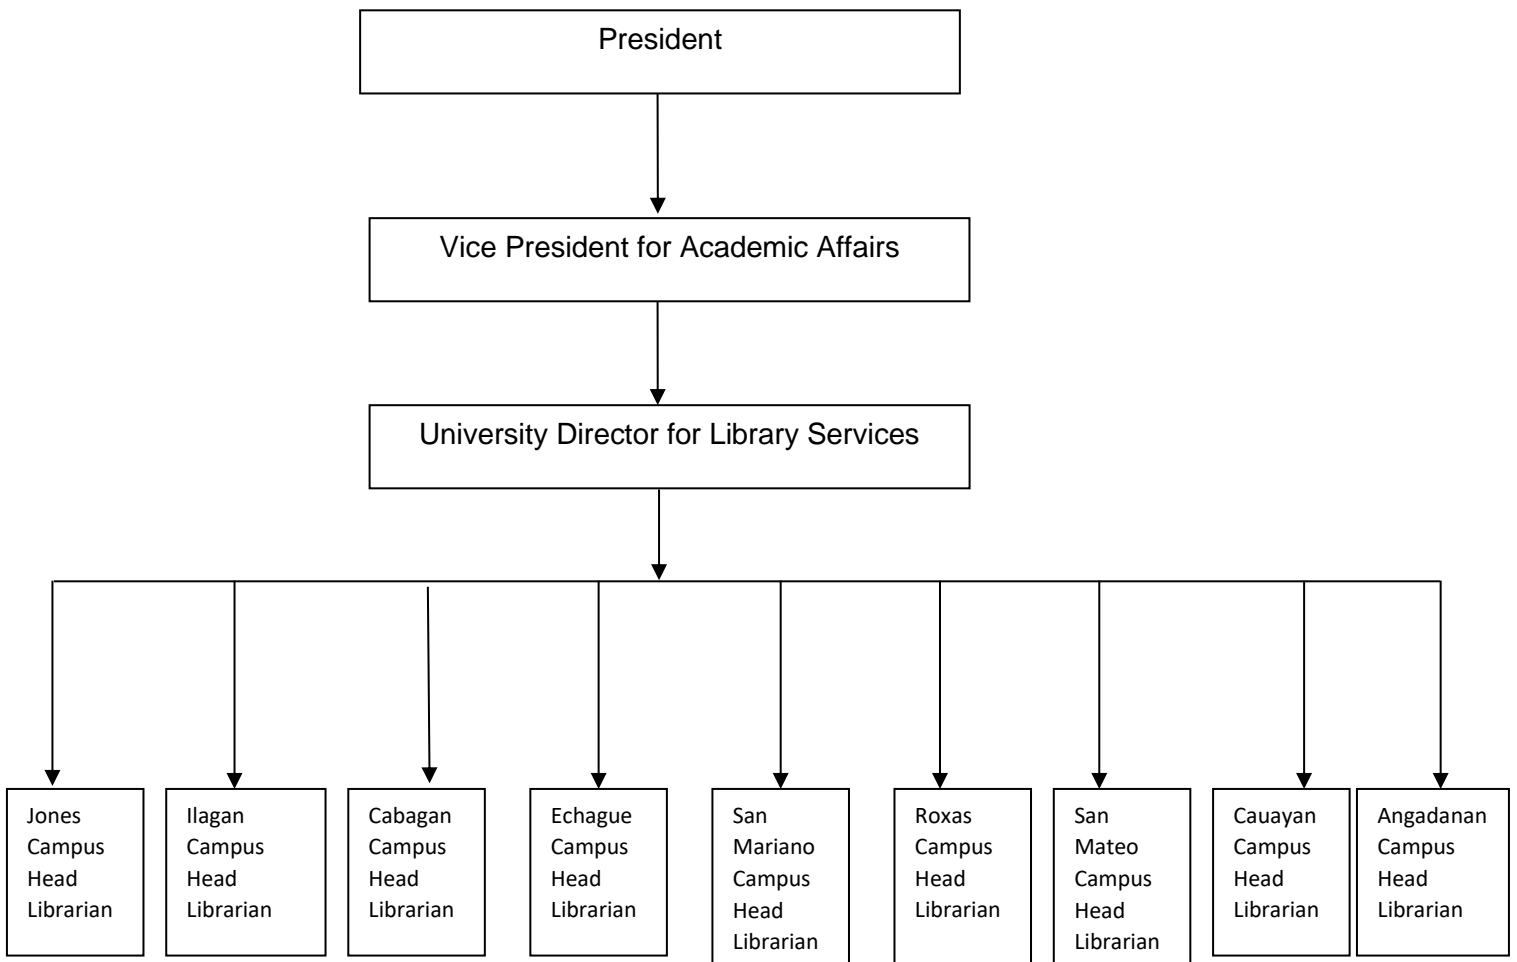 President
Vice President for Academic Affairs
University Director for Library Services
Jones
Campus
Head
Librarian
Ilagan
Campus
Head
Librarian
Cabagan
Campus
Head
Librarian
Echague
Campus
Head
Librarian
San
Mariano
Campus
Head
Librarian
Roxas
Campus
Head
Librarian
San
Mateo
Campus
Head
Librarian
Cauayan
Campus
Head
Librarian
Angadanan
Campus
Head
Librarian